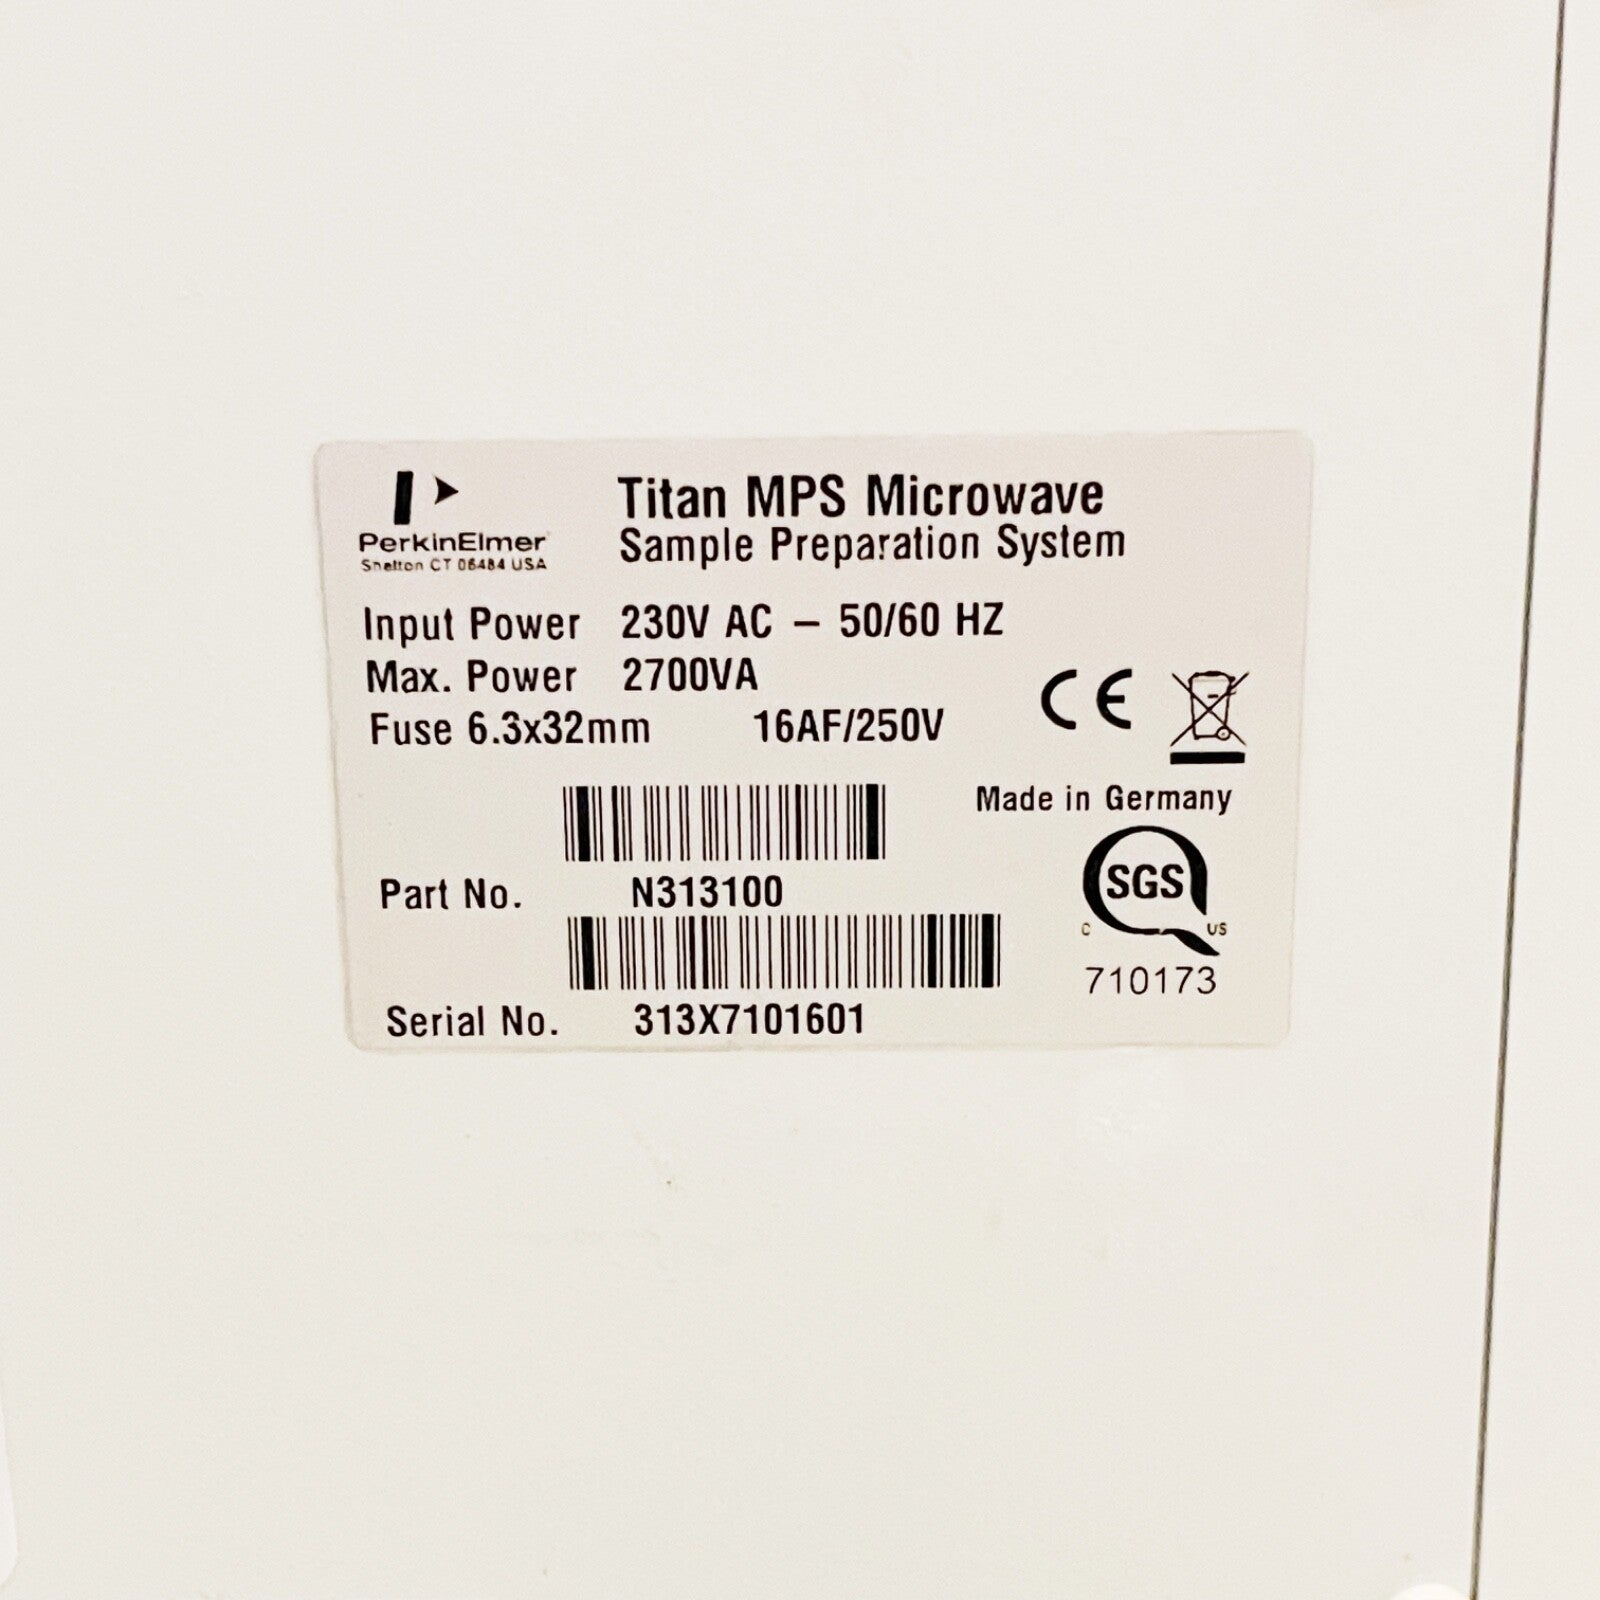 PerkinElmer
Shelton CT 06484 USA
Titan MPS Microwave
Sample Preparation System
Input Power 230V AC – 50/60 HZ
Max. Power 2700VA
Fuse 6.3x32mm 16AF/250V
CE
Made in Germany
Part No. N313100
SGS
C US
710173
Serial No. 313X7101601